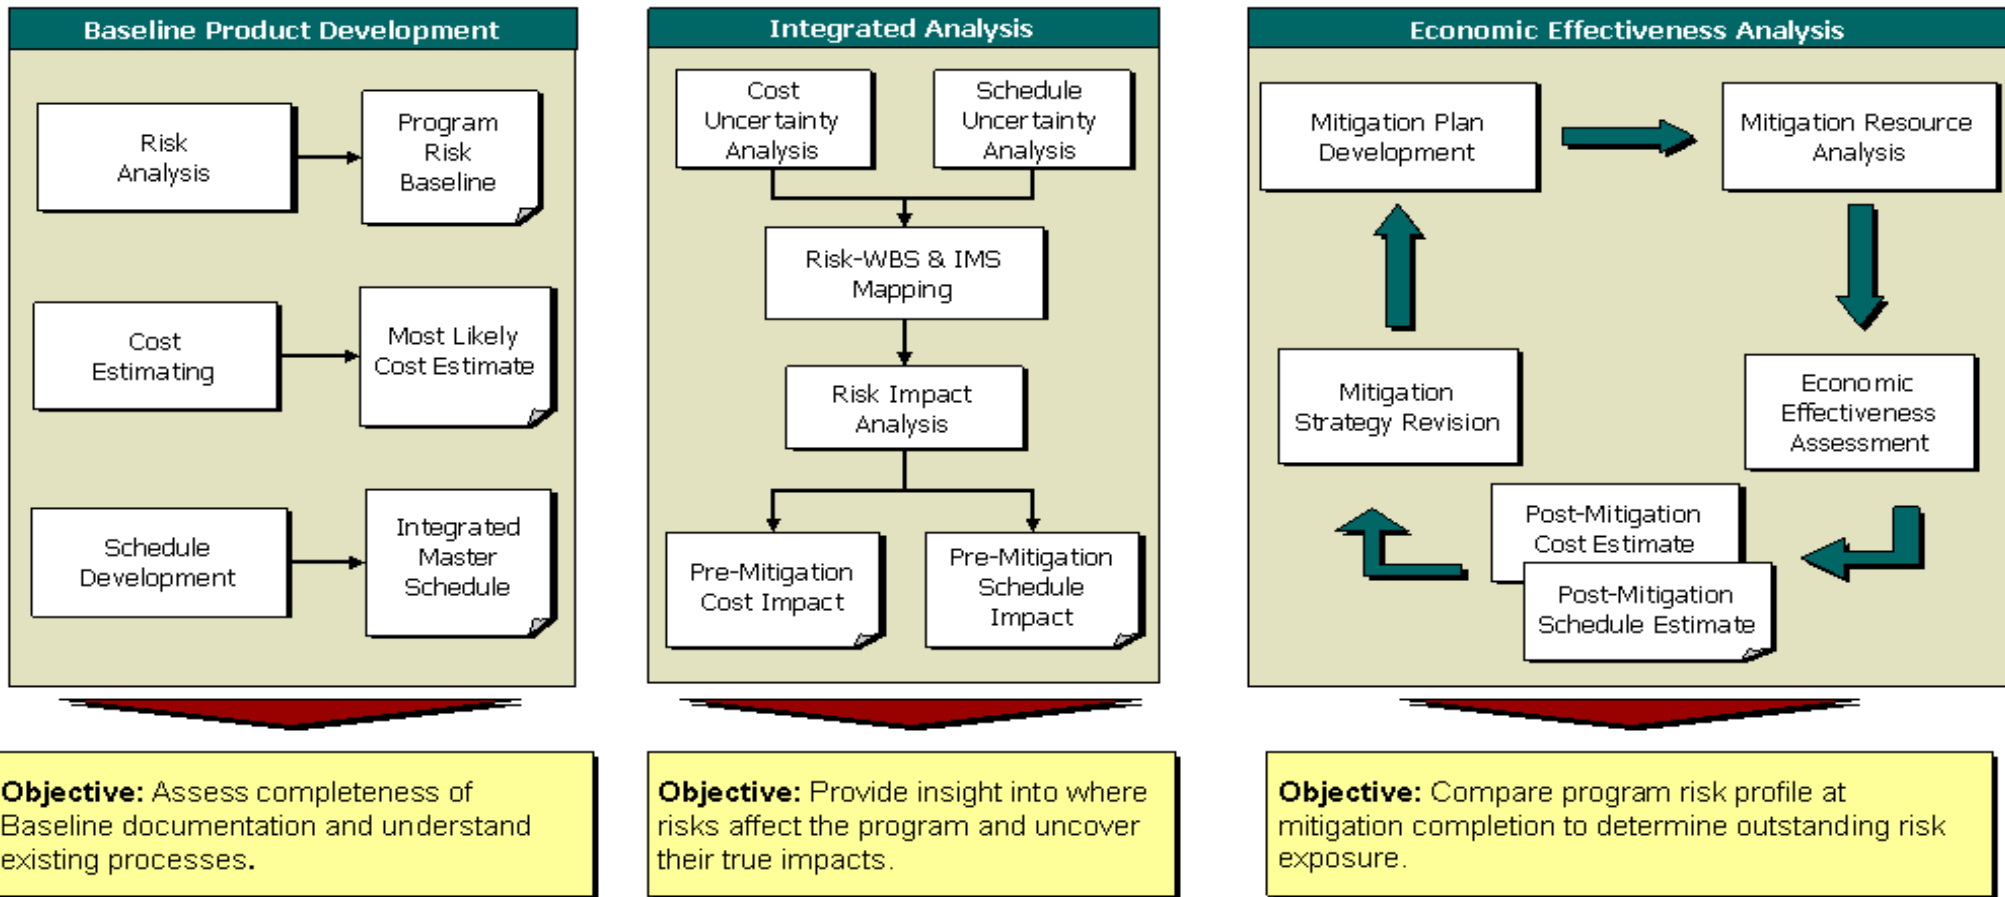 Baseline Product Development
Risk
Analysis
Program
Risk
Baseline
Cost
Estimating
Most Likely
Cost Estimate
Schedule
Development
Integrated
Master
Schedule
Objective: Assess completeness of
Baseline documentation and understand
existing processes.
Integrated Analysis
Cost
Uncertainty
Analysis
Schedule
Uncertainty
Analysis
Risk-WBS & IMS
Mapping
Risk Impact
Analysis
Pre-Mitigation
Cost Impact
Pre-Mitigation
Schedule
Impact
Objective: Provide insight into where
risks affect the program and uncover
their true impacts.
Economic Effectiveness Analysis
Mitigation Plan
Development
Mitigation Resource
Analysis
Economic
Effectiveness
Assessment
Post-Mitigation
Cost Estimate
Post-Mitigation
Schedule Estimate
Mitigation
Strategy Revision
Objective: Compare program risk profile at
mitigation completion to determine outstanding risk
exposure.